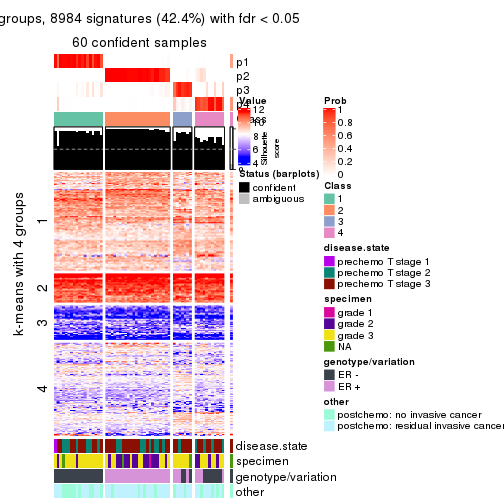 groups, 8984 signatures (42.4%) with fdr < 0.05
60 confident samples
p1
p2
p3
p4
Value
12
10
8
6
4
Silhouette
score
Status (barplots)
confident
ambiguous
Prob
1
0.8
0.6
0.4
0.2
0
Class
1
2
3
4
disease.state
prechemo T stage 1
prechemo T stage 2
prechemo T stage 3
specimen
grade 1
grade 2
grade 3
NA
genotype/variation
ER -
ER +
other
postchemo: no invasive cancer
postchemo: residual invasive cancer
k-means with 4 groups
1
2
3
4
disease.state
specimen
genotype/variation
other